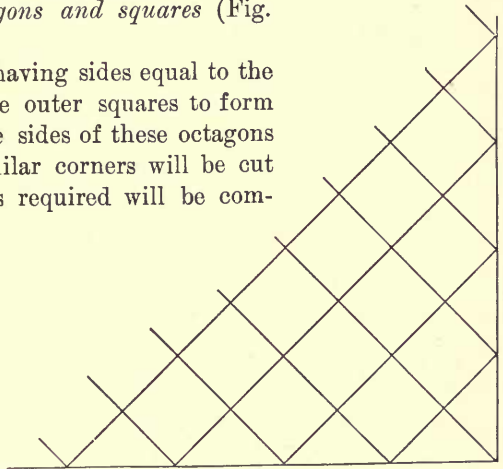 gons and squares (Fig.
having sides equal to the
e outer squares to form
e sides of these octagons
ilar corners will be cut
s required will be com-